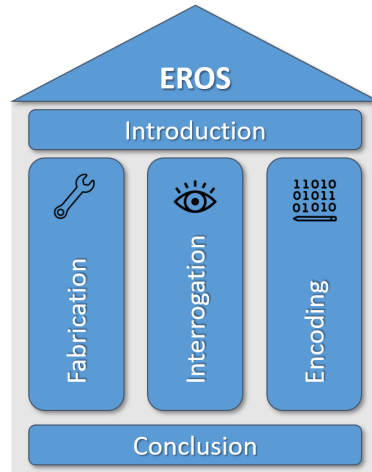 EROS
Introduction
Fabrication
Interrogation
11010
01011
01010
Encoding
Conclusion